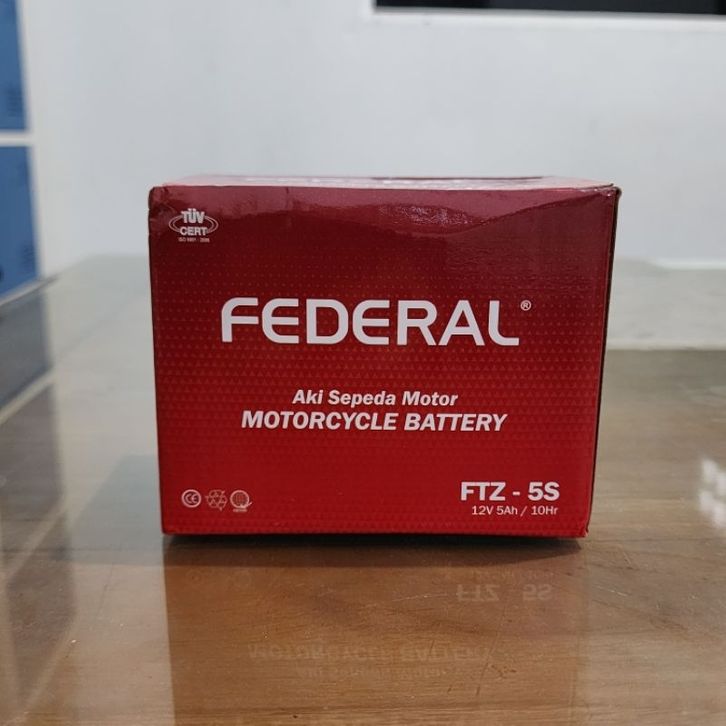 TÜV
CERT
FEDERAL®
Aki Sepeda Motor
MOTORCYCLE BATTERY
FTZ - 5S
12V 5Ah / 10Hr